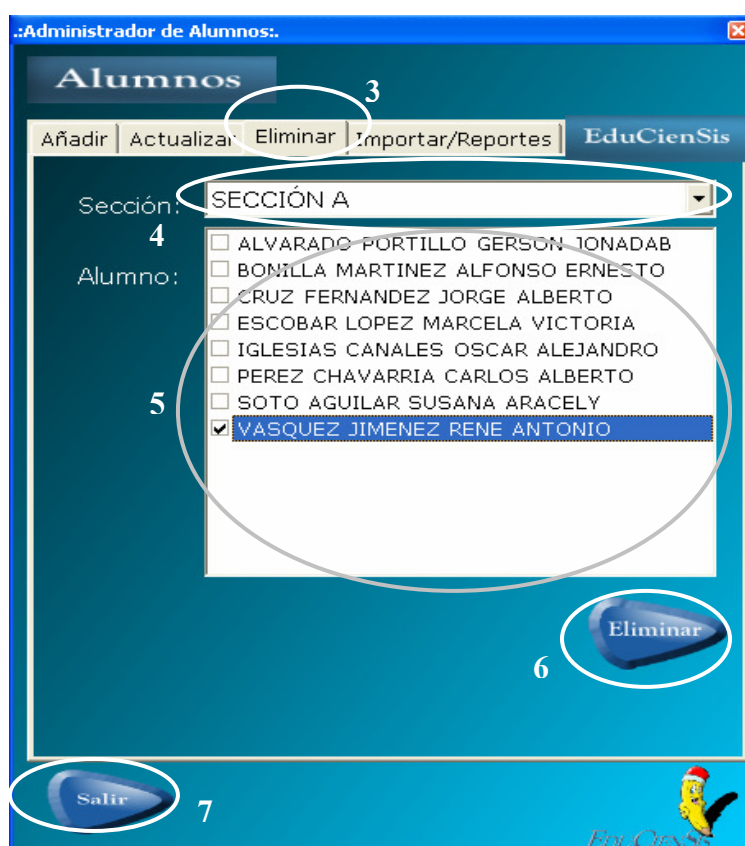 .:Administrador de Alumnos:.
Alumnos
3
Añadir Actualizar Eliminar Importar/Reportes EduCienSis
Sección: SECCIÓN A
4
Alumno:
ALVARADO PORTILLO GERSON JONADAB
BONILLA MARTINEZ ALFONSO ERNESTO
CRUZ FERNANDEZ JORGE ALBERTO
ESCOBAR LOPEZ MARCELA VICTORIA
IGLESIAS CANALES OSCAR ALEJANDRO
PEREZ CHAVARRIA CARLOS ALBERTO
5
SOTO AGUILAR SUSANA ARACELY
VASQUEZ JIMENEZ RENE ANTONIO
Eliminar
6
Salir
7
EDUCIENSIS